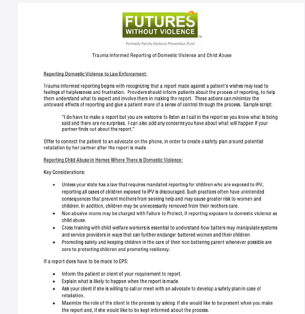 FUTURES
WITHOUT VIOLENCE
Formerly Family Violence Prevention Fund
Trauma Informed Reporting of Domestic Violence and Child Abuse
Reporting Domestic Violence to Law Enforcement:
Trauma informed reporting begins with recognizing that a report made against a patient's wishes may lead to
feelings of helplessness and frustration. Providers should inform patients about the process of reporting, to help
them understand what to expect and involve them in making the report. These actions can minimize the
untoward effects of reporting and give a patient more of a sense of control through the process. Sample script:
"I do have to make a report but you are welcome to listen as I call in the report so you know what is being
said and there are no surprises. I can also add any concerns you have about what will happen if your
partner finds out about the report."
Offer to connect the patient to an advocate on the phone, in order to create a safety plan around potential
retaliation by her partner after the report is made.
Reporting Child Abuse in Homes Where There is Domestic Violence:
Key Considerations:
• Unless your state has a law that requires mandated reporting for children who are exposed to IPV,
reporting all cases of children exposed to IPV is discouraged. Such practices often have unintended
consequences that prevent mothers from seeking help and may cause greater risk to women and
children. In addition, children may be unnecessarily removed from their mothers care.
• Non abusive moms may be charged with Failure to Protect, if reporting exposure to domestic violence as
child abuse.
• Cross training with child welfare workers is essential to understand how batters may manipulate systems
and service providers in ways that can further endanger battered women and their children.
• Promoting safety and keeping children in the care of their non battering parent whenever possible are
core to protecting children and promoting resiliency.
If a report does have to be made to CPS:
• Inform the patient or client of your requirement to report.
• Explain what is likely to happen when the report is made.
• Ask your client if she is willing to call or meet with an advocate to develop a safety plan in case of
retaliation.
• Maximize the role of the client in the process by asking if she would like to be present when you make
the report and, if she would like to be kept informed about the process.